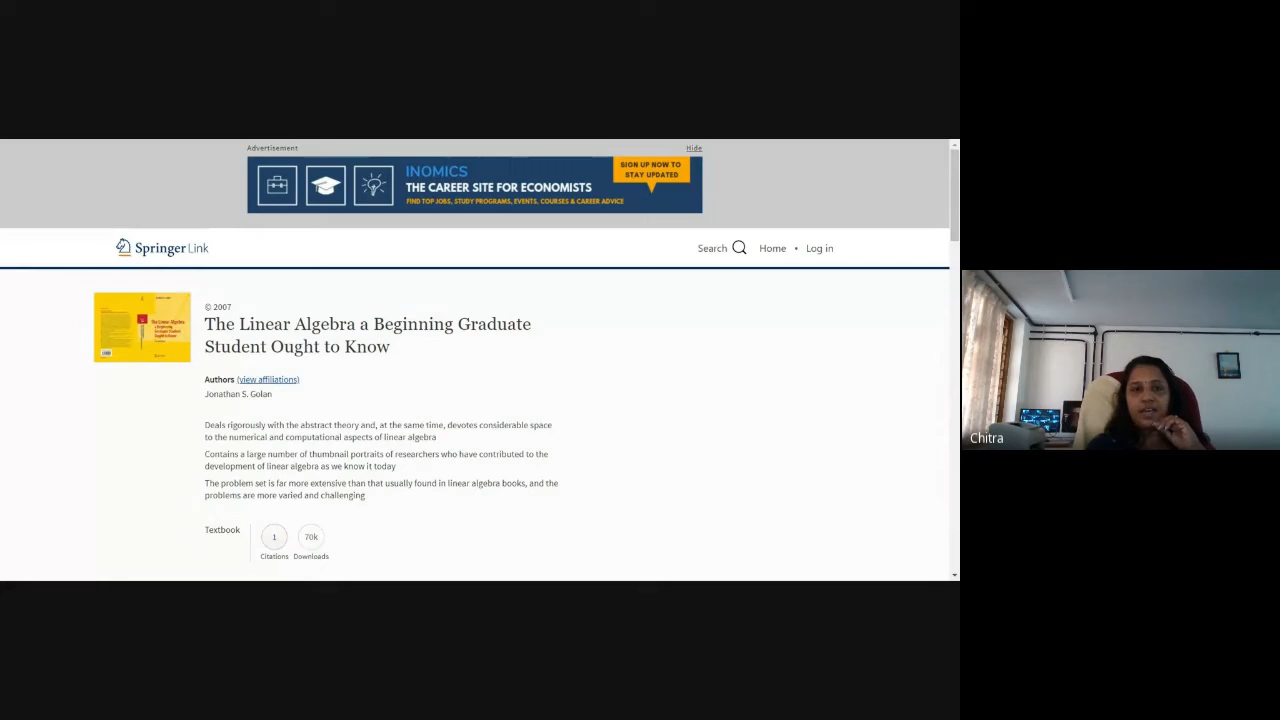 Advertisement
Hide
INOMICS
THE CAREER SITE FOR ECONOMISTS
FIND TOP JOBS, STUDY PROGRAMS, EVENTS, COURSES & CAREER ADVICE
SIGN UP NOW TO
STAY UPDATED
Springer Link
Search
Home • Log in
© 2007
The Linear Algebra a Beginning Graduate
Student Ought to Know
Authors (view affiliations)
Jonathan S. Golan
Deals rigorously with the abstract theory and, at the same time, devotes considerable space
to the numerical and computational aspects of linear algebra
Contains a large number of thumbnail portraits of researchers who have contributed to the
development of linear algebra as we know it today
The problem set is far more extensive than that usually found in linear algebra books, and the
problems are more varied and challenging
Textbook
1
Citations
70k
Downloads
Chitra